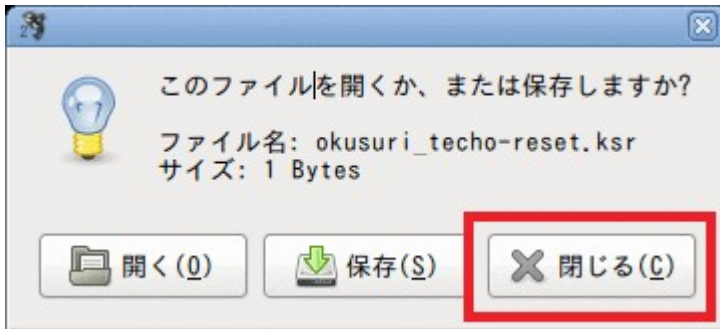 このファイルを開くか、または保存しますか?
ファイル名: okusuri_techo-reset.ksr
サイズ: 1 Bytes
開く(O) 保存(S) 閉じる(C)